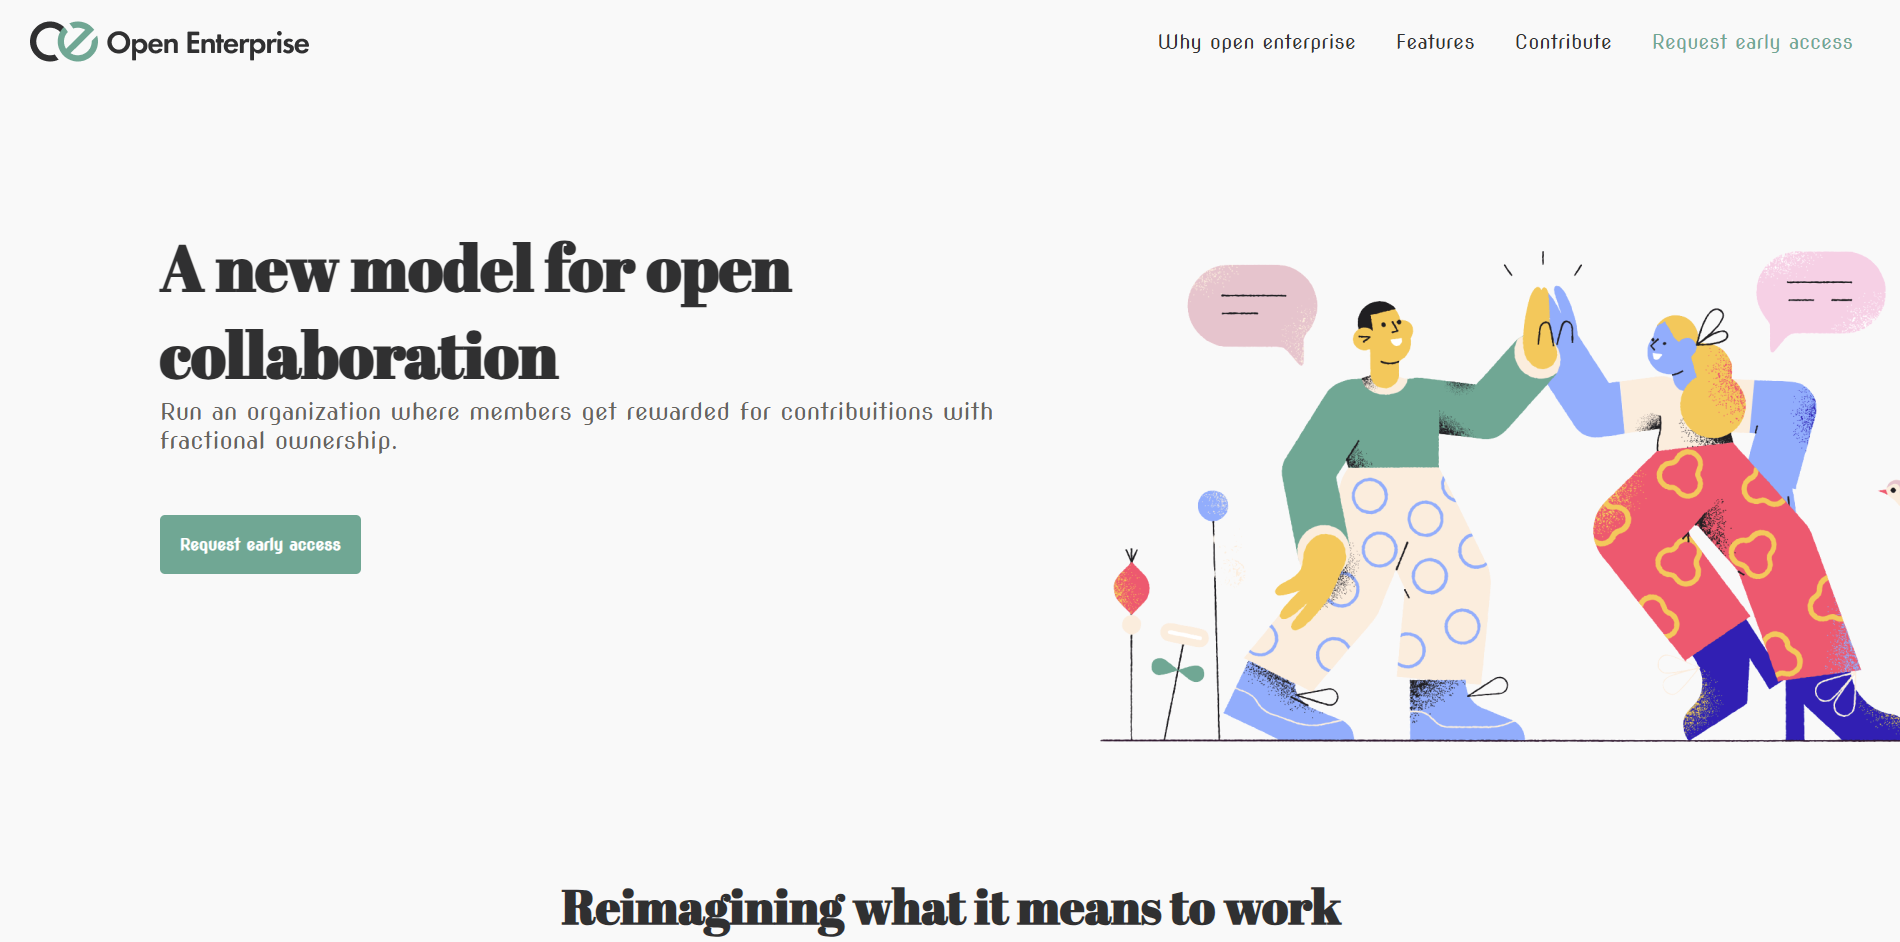 Open Enterprise
Why open enterprise
Features
Contribute
Request early access
A new model for open
collaboration
Run an organization where members get rewarded for contribuitions with
fractional ownership.
Request early access
Reimagining what it means to work